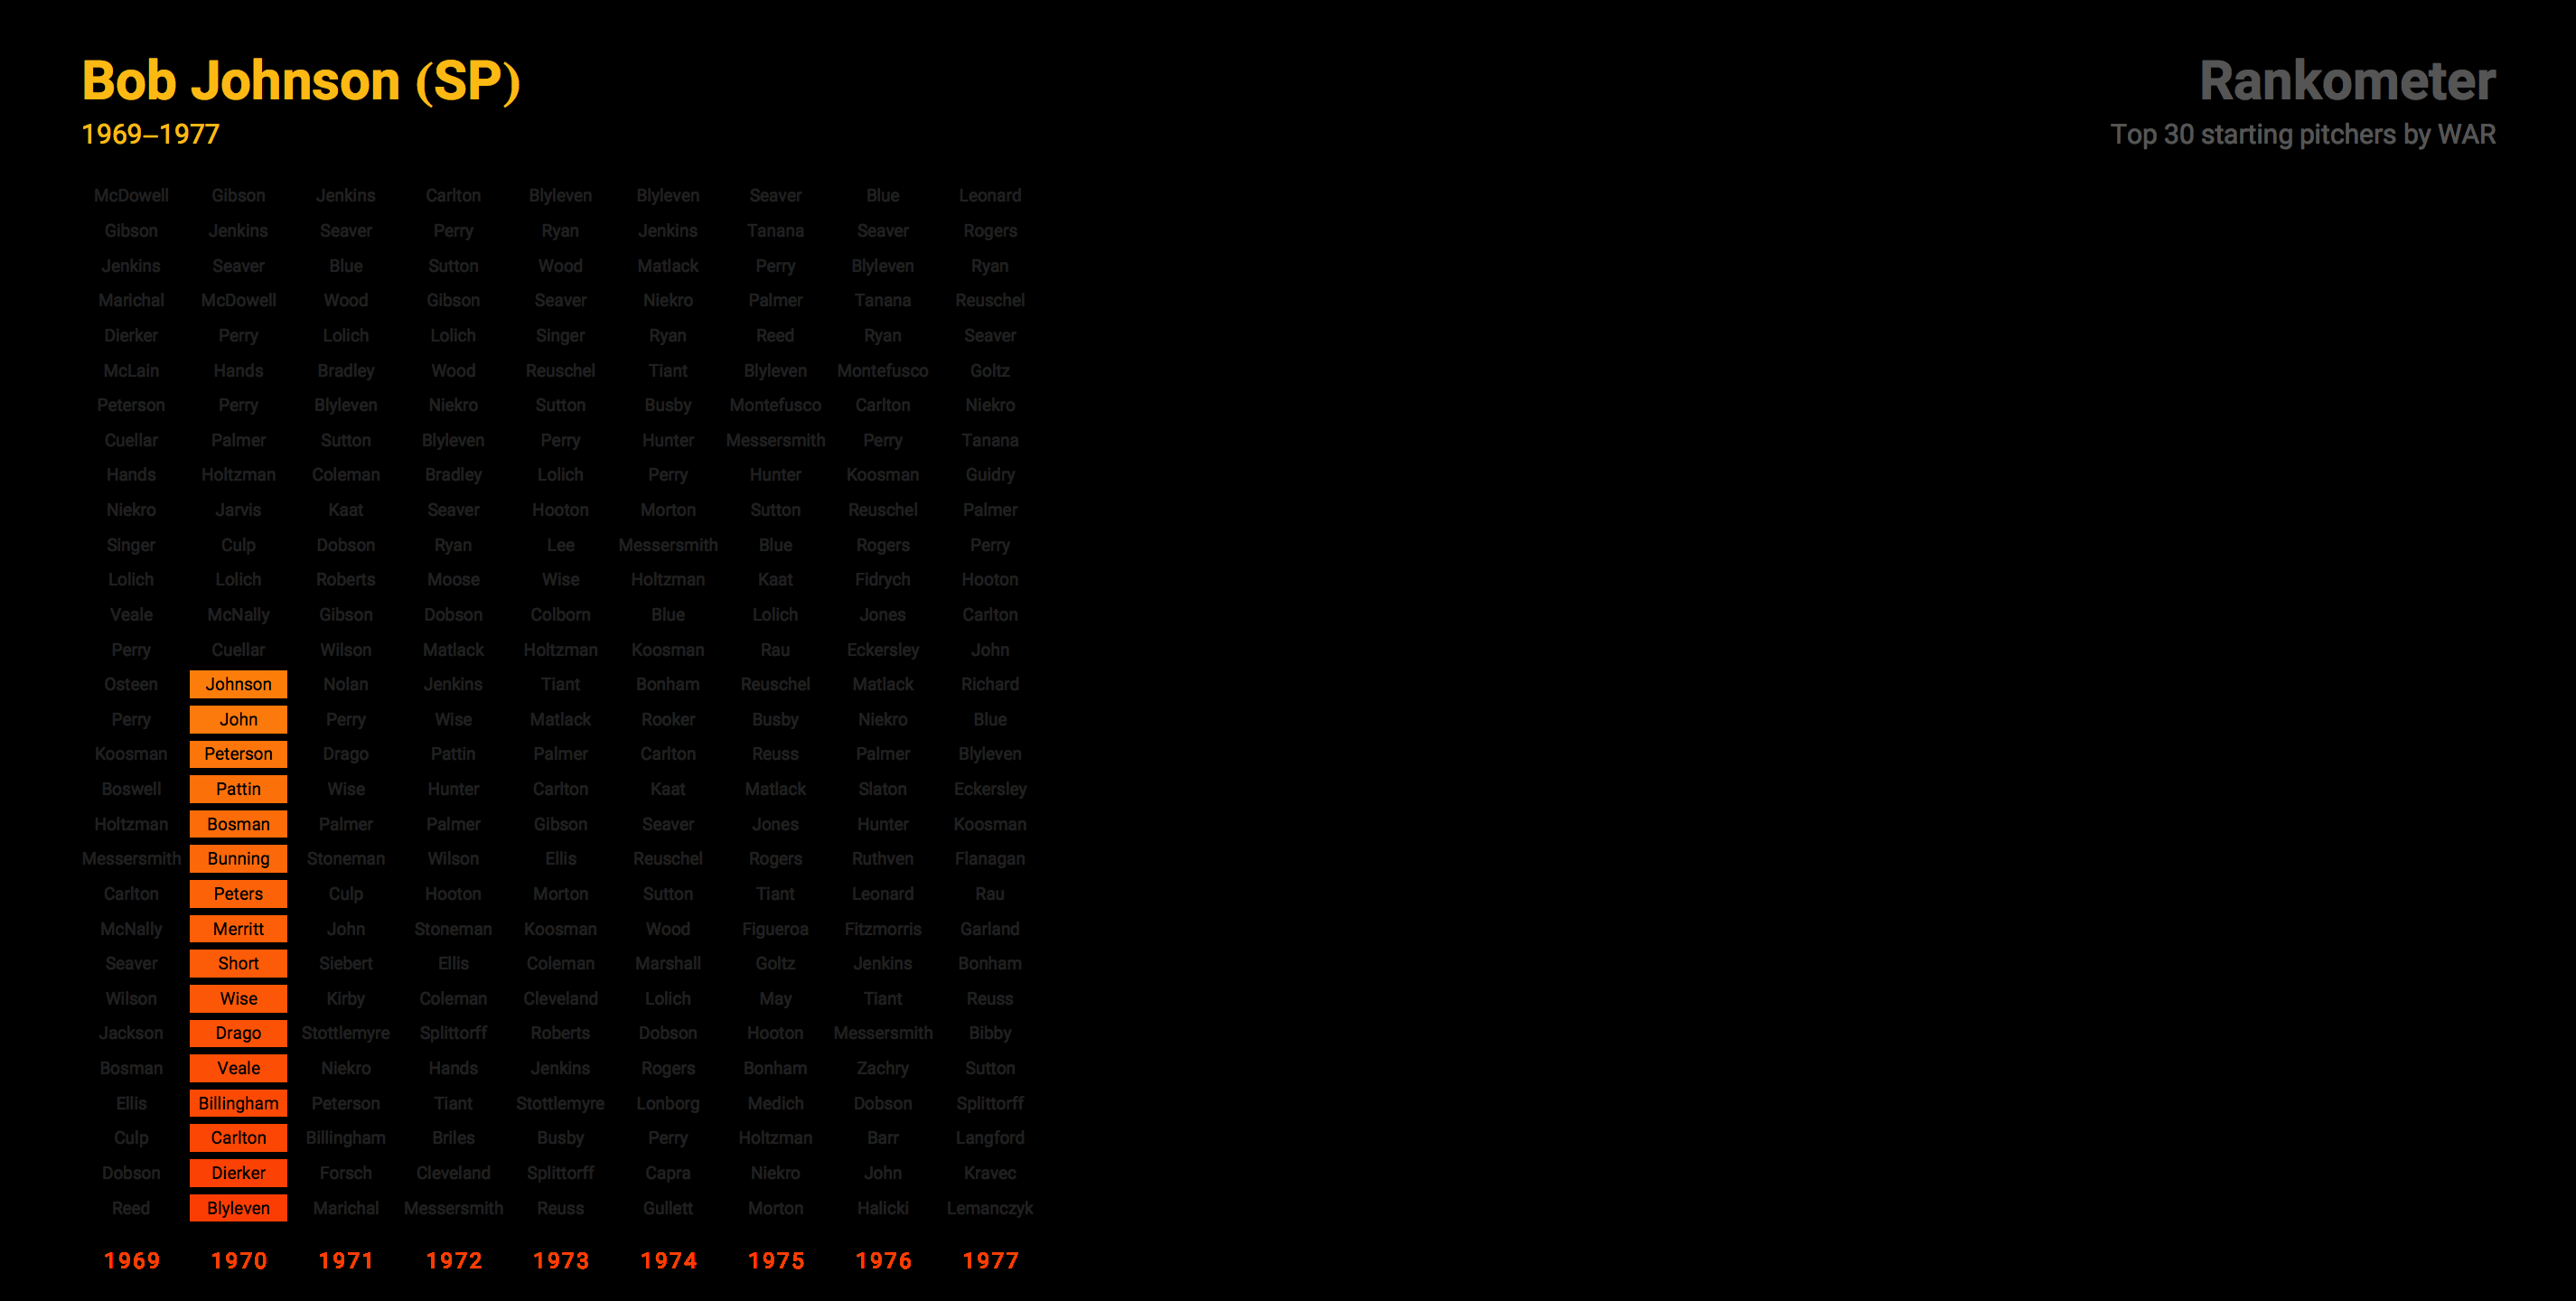 Bob Johnson (SP)
1969–1977
Rankometer
Top 30 starting pitchers by WAR
McDowell Gibson Jenkins Carlton Blyleven Blyleven Seaver Blue Leonard
Gibson Jenkins Seaver Perry Ryan Jenkins Tanana Seaver Rogers
Jenkins Seaver Blue Sutton Wood Matlack Perry Blyleven Ryan
Marichal McDowell Wood Gibson Seaver Niekro Palmer Tanana Reuschel
Dierker Perry Lolich Lolich Singer Ryan Reed Ryan Seaver
McLain Hands Bradley Wood Reuschel Tiant Blyleven Montefusco Goltz
Peterson Perry Blyleven Niekro Sutton Busby Montefusco Carlton Niekro
Cuellar Palmer Sutton Blyleven Perry Hunter Messersmith Perry Tanana
Hands Holtzman Coleman Bradley Lolich Perry Hunter Koosman Guidry
Niekro Jarvis Kaat Seaver Hooton Morton Sutton Reuschel Palmer
Singer Culp Dobson Ryan Lee Messersmith Blue Rogers Perry
Lolich Lolich Roberts Moose Wise Holtzman Kaat Fidrych Hooton
Veale McNally Gibson Dobson Colborn Blue Lolich Jones Carlton
Perry Cuellar Wilson Matlack Holtzman Koosman Rau Eckersley John
Osteen Johnson Nolan Jenkins Tiant Bonham Reuschel Matlack Richard
Perry John Perry Wise Matlack Rooker Busby Niekro Blue
Koosman Peterson Drago Pattin Palmer Carlton Reuss Palmer Blyleven
Boswell Pattin Wise Hunter Carlton Kaat Matlack Slaton Eckersley
Holtzman Bosman Palmer Palmer Gibson Seaver Jones Hunter Koosman
Messersmith Bunning Stoneman Wilson Ellis Reuschel Rogers Ruthven Flanagan
Carlton Peters Culp Hooton Morton Sutton Tiant Leonard Rau
McNally Merritt John Stoneman Koosman Wood Figueroa Fitzmorris Garland
Seaver Short Siebert Ellis Coleman Marshall Goltz Jenkins Bonham
Wilson Wise Kirby Coleman Cleveland Lolich May Tiant Reuss
Jackson Drago Stottlemyre Splittorff Roberts Dobson Hooton Messersmith Bibby
Bosman Veale Niekro Hands Jenkins Rogers Bonham Zachry Sutton
Ellis Billingham Peterson Tiant Stottlemyre Lonborg Medich Dobson Splittorff
Culp Carlton Billingham Briles Busby Perry Holtzman Barr Langford
Dobson Dierker Forsch Cleveland Splittorff Capra Niekro John Kravec
Reed Blyleven Marichal Messersmith Reuss Gullett Morton Halicki Lemanczyk
1969 1970 1971 1972 1973 1974 1975 1976 1977